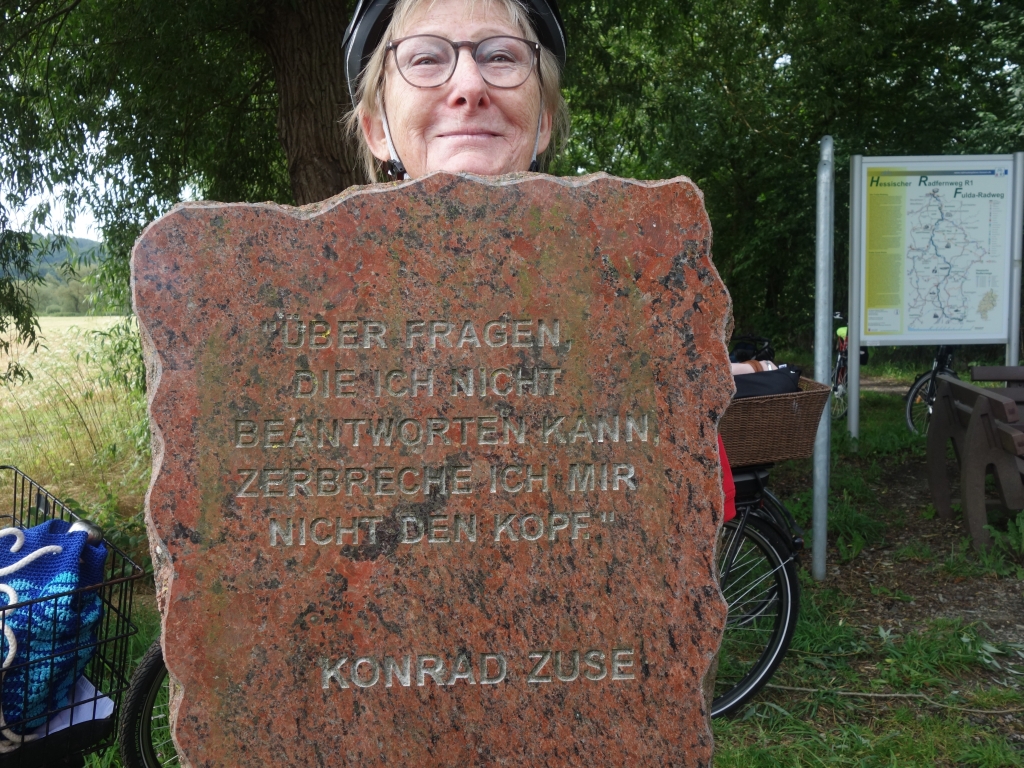 "ÜBER FRAGEN,
DIE ICH NICHT
BEANTWORTEN KANN,
ZERBRECHE ICH MIR
NICHT DEN KOPF."
KONRAD ZUSE
Hessischer Radfernweg R1
Fulda-Radweg